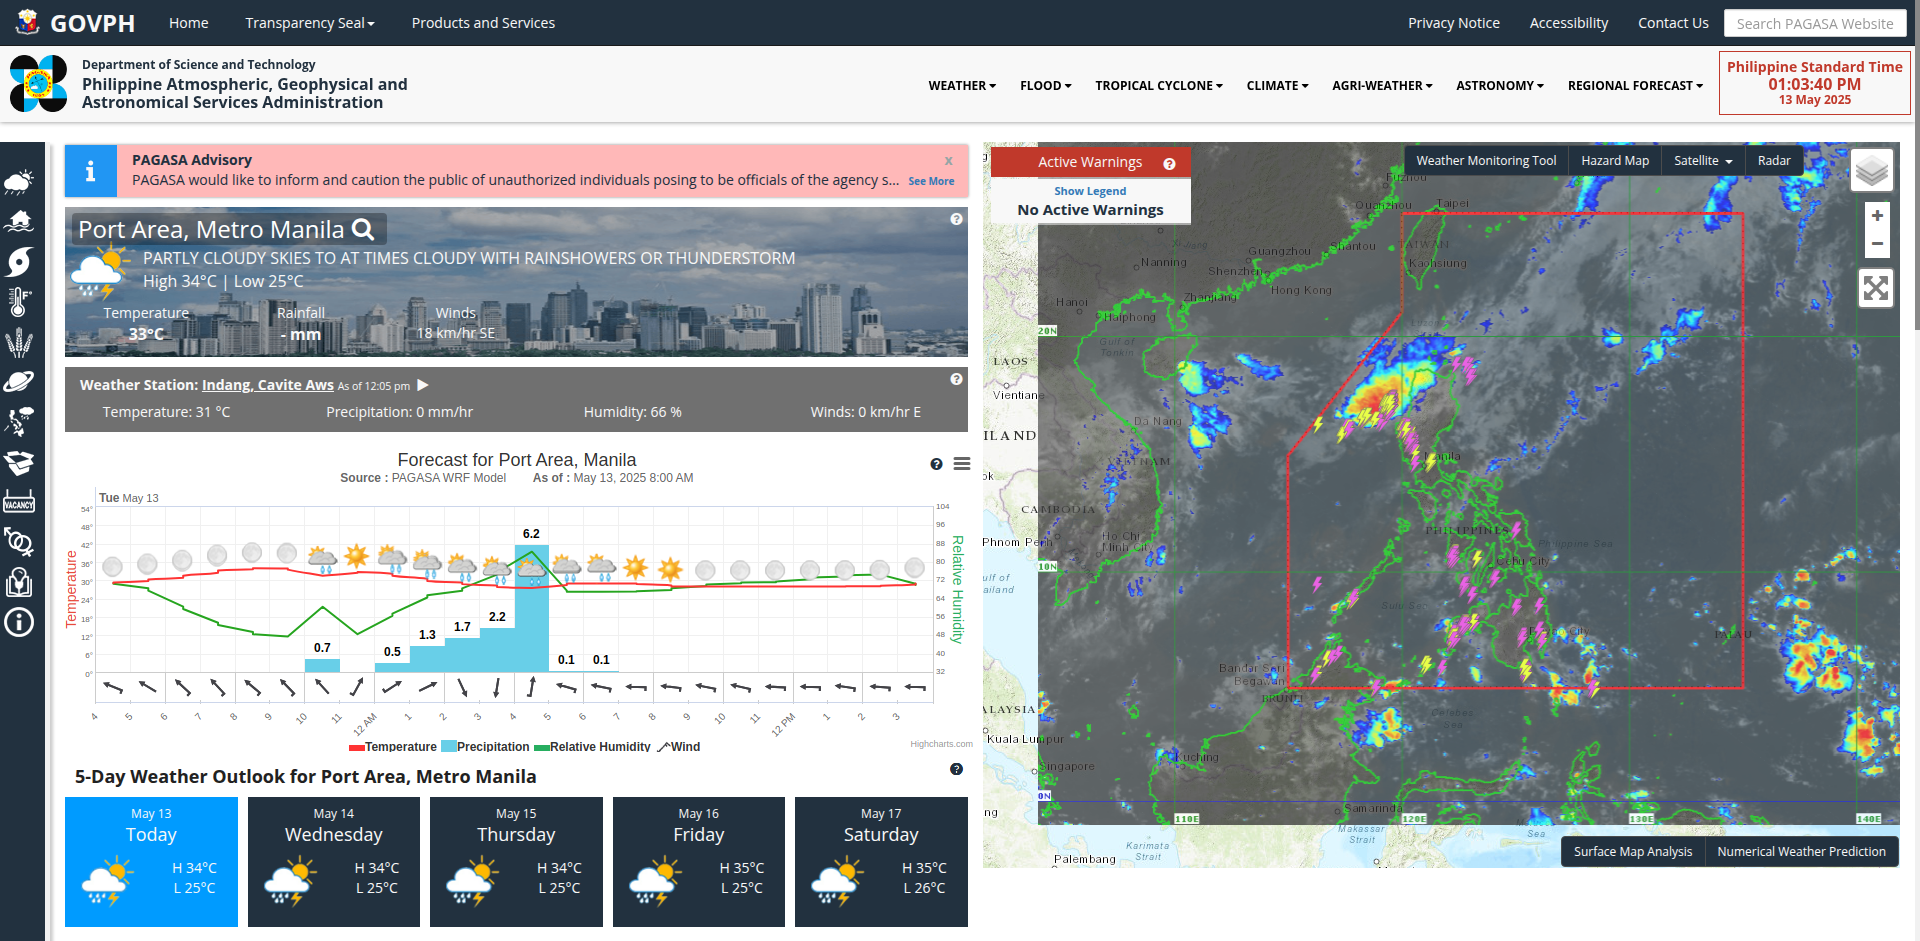 GOVPH
Home
Transparency Seal
Products and Services
Privacy Notice
Accessibility
Contact Us
Search PAGASA Website
Department of Science and Technology
Philippine Atmospheric, Geophysical and
Astronomical Services Administration
WEATHER
FLOOD
TROPICAL CYCLONE
CLIMATE
AGRI-WEATHER
ASTRONOMY
REGIONAL FORECAST
Philippine Standard Time
01:03:40 PM
13 May 2025
VACANCY
PAGASA Advisory
x
PAGASA would like to inform and caution the public of unauthorized individuals posing to be officials of the agency s... See More
Port Area, Metro Manila
PARTLY CLOUDY SKIES TO AT TIMES CLOUDY WITH RAINSHOWERS OR THUNDERSTORM
High 34°C | Low 25°C
Temperature
Rainfall
Winds
33°C
- mm
18 km/hr SE
Weather Station: Indang, Cavite Aws As of 12:05 pm
Temperature: 31 °C
Precipitation: 0 mm/hr
Humidity: 66 %
Winds: 0 km/hr E
Forecast for Port Area, Manila
Source : PAGASA WRF Model
As of : May 13, 2025 8:00 AM
Tue May 13
54°
48°
42°
36°
30°
24°
18°
12°
6°
0°
Temperature
104
96
88
80
72
64
56
48
40
32
Relative Humidity
0.7
0.5
1.3
1.7
2.2
6.2
0.1
0.1
4
5
6
7
8
9
10
11
12 AM
1
2
3
4
5
6
7
8
9
10
11
12 PM
1
2
3
Temperature
Precipitation
Relative Humidity
Wind
Highcharts.com
5-Day Weather Outlook for Port Area, Metro Manila
May 13
Today
H 34°C
L 25°C
May 14
Wednesday
H 34°C
L 25°C
May 15
Thursday
H 34°C
L 25°C
May 16
Friday
H 35°C
L 25°C
May 17
Saturday
H 35°C
L 26°C
Active Warnings
Show Legend
No Active Warnings
Weather Monitoring Tool
Hazard Map
Satellite
Radar
+
−
Fuzhou
Quanzhou
Taipei
TAIWAN
Kaohsiung
Guangzhou
Shantou
Nanning
Shenzhen
Hong Kong
Zhanjiang
Hanoi
Haiphong
20N
Gulf of
Tonkin
LAOS
Vientiane
Da Nang
ILAND
VIETNAM
Manila
ok
CAMBODIA
PHILIPPINES
Phnom Penh
Ho Chi
Minh City
Philippine Sea
Cebu City
10N
ulf of
ailand
Sulu Sea
PALAU
Bandar Seri
Begawan
BRUNEI
ALAYSIA
Celebes
Sea
Kuala Lumpur
Kuching
Singapore
0N
Samarinda
ng
110E
120E
130E
140E
Makassar
Strait
Karimata
Strait
Sea
Palembang
Surface Map Analysis
Numerical Weather Prediction